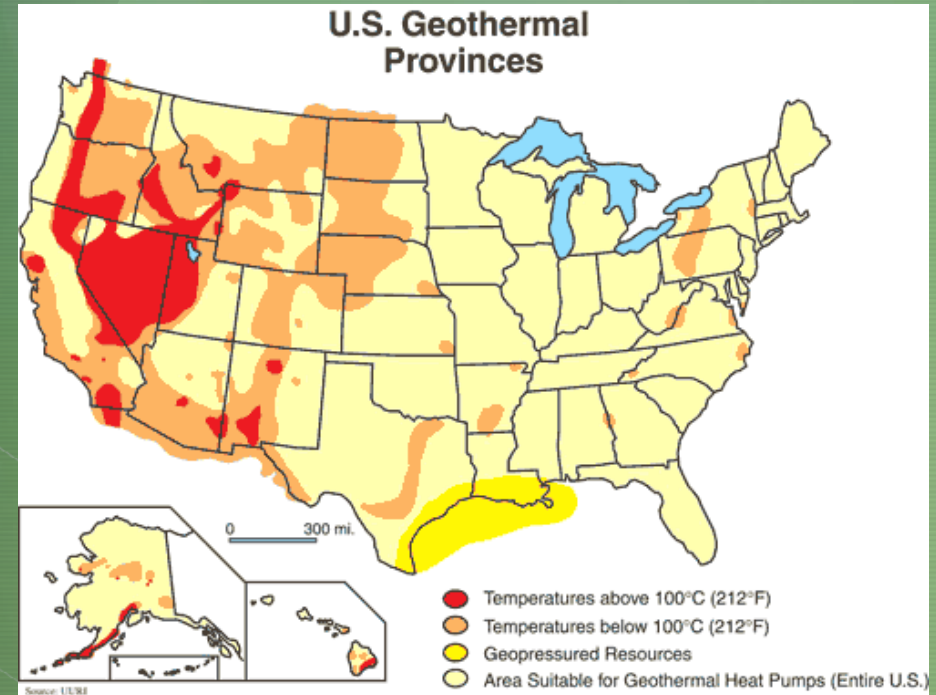 U.S. Geothermal
Provinces
0 300 mi.
Temperatures above 100°C (212°F)
Temperatures below 100°C (212°F)
Geopressured Resources
Area Suitable for Geothermal Heat Pumps (Entire U.S.)
Source: UURI